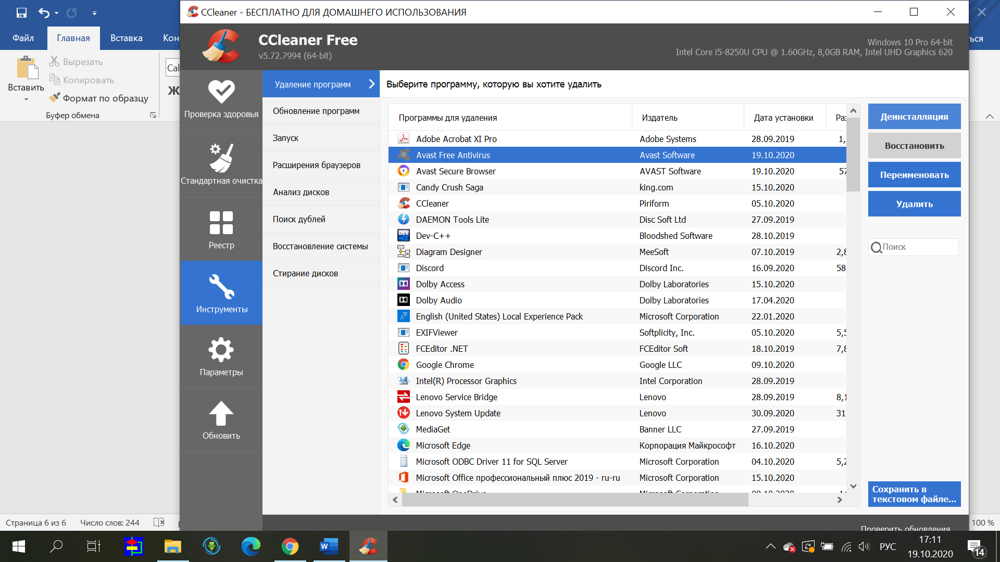 CCleaner - БЕСПЛАТНО ДЛЯ ДОМАШНЕГО ИСПОЛЬЗОВАНИЯ
Файл
Главная
Вставка
Кон
ься
CCleaner Free
v5.72.7994 (64-bit)
Windows 10 Pro 64-bit
Intel Core i5-8250U CPU @ 1.60GHz, 8,0GB RAM, Intel UHD Graphics 620
Вставить
Вырезать
Копировать
Формат по образцу
Буфер обмена
Cal
Ж
Проверка здоровья
Стандартная очистка
Реестр
Инструменты
Параметры
Обновить
Удаление программ
Обновление программ
Запуск
Расширения браузеров
Анализ дисков
Поиск дублей
Восстановление системы
Стирание дисков
Выберите программу, которую вы хотите удалить
Программы для удаления Издатель Дата установки Раз
Adobe Acrobat XI Pro Adobe Systems 28.09.2019 1,
Avast Free Antivirus Avast Software 19.10.2020
Avast Secure Browser AVAST Software 19.10.2020 57
Candy Crush Saga king.com 15.10.2020
CCleaner Piriform 05.10.2020
DAEMON Tools Lite Disc Soft Ltd 27.09.2019
Dev-C++ Bloodshed Software 28.10.2019
Diagram Designer MeeSoft 07.10.2019 2,8
Discord Discord Inc. 16.09.2020 58,
Dolby Access Dolby Laboratories 15.10.2020
Dolby Audio Dolby Laboratories 17.04.2020
English (United States) Local Experience Pack Microsoft Corporation 22.01.2020
EXIFViewer Softplicity, Inc. 05.10.2020 5,5
FCEditor .NET FCEditor Soft 18.10.2019 7,8
Google Chrome Google LLC 09.10.2020
Intel(R) Processor Graphics Intel Corporation 28.09.2019
Lenovo Service Bridge Lenovo 28.09.2019 8,1
Lenovo System Update Lenovo 30.09.2020 31,
MediaGet Banner LLC 27.09.2019
Microsoft Edge Корпорация Майкрософт 16.10.2020
Microsoft ODBC Driver 11 for SQL Server Microsoft Corporation 04.10.2020 5,2
Microsoft Office профессиональный плюс 2019 - ru-ru Microsoft Corporation 15.10.2020
Microsoft OneDrive Microsoft Corporation 09.10.2020
Деинсталляция
Восстановить
Переименовать
Удалить
Поиск
Сохранить в
текстовом файле...
Проверить обновления
Страница 6 из 6
Число слов: 244
100 %
РУС
17:11
19.10.2020
14